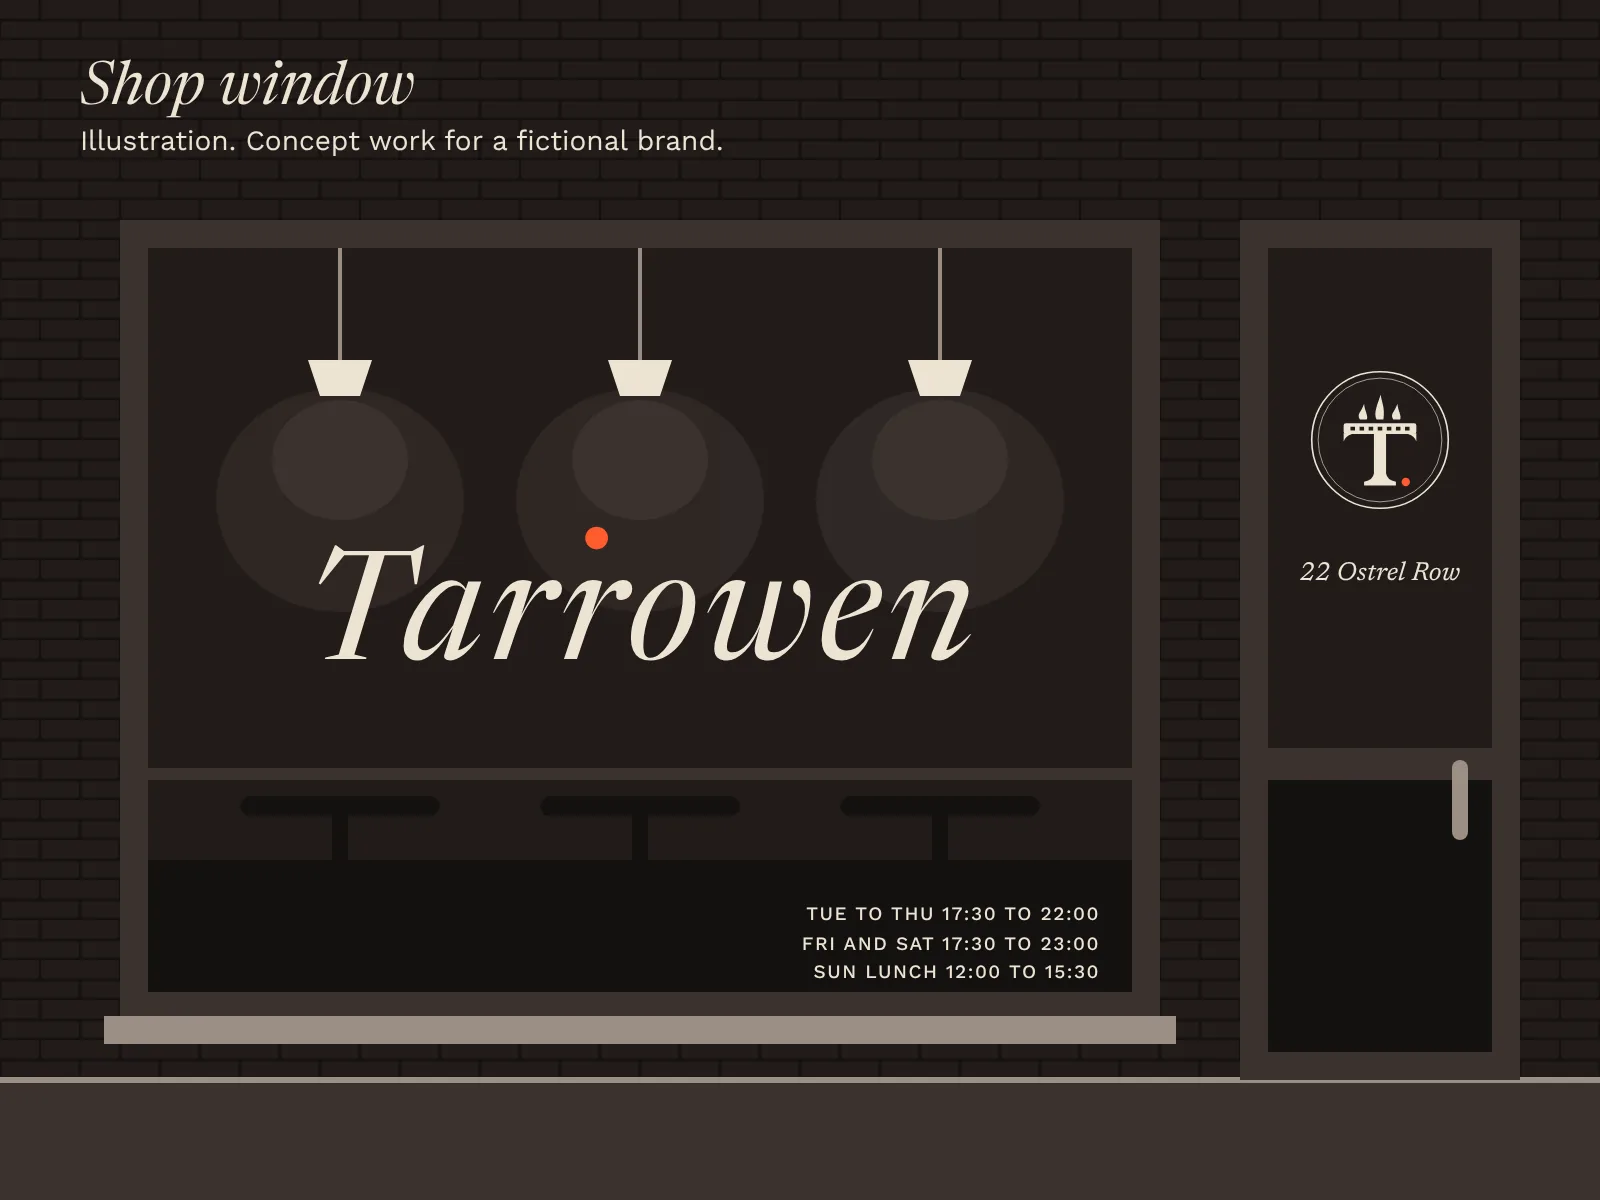 Shop window
Illustration. Concept work for a fictional brand.
Tarrowen
T.
22 Ostrel Row
TUE TO THU 17:30 TO 22:00
FRI AND SAT 17:30 TO 23:00
SUN LUNCH 12:00 TO 15:30